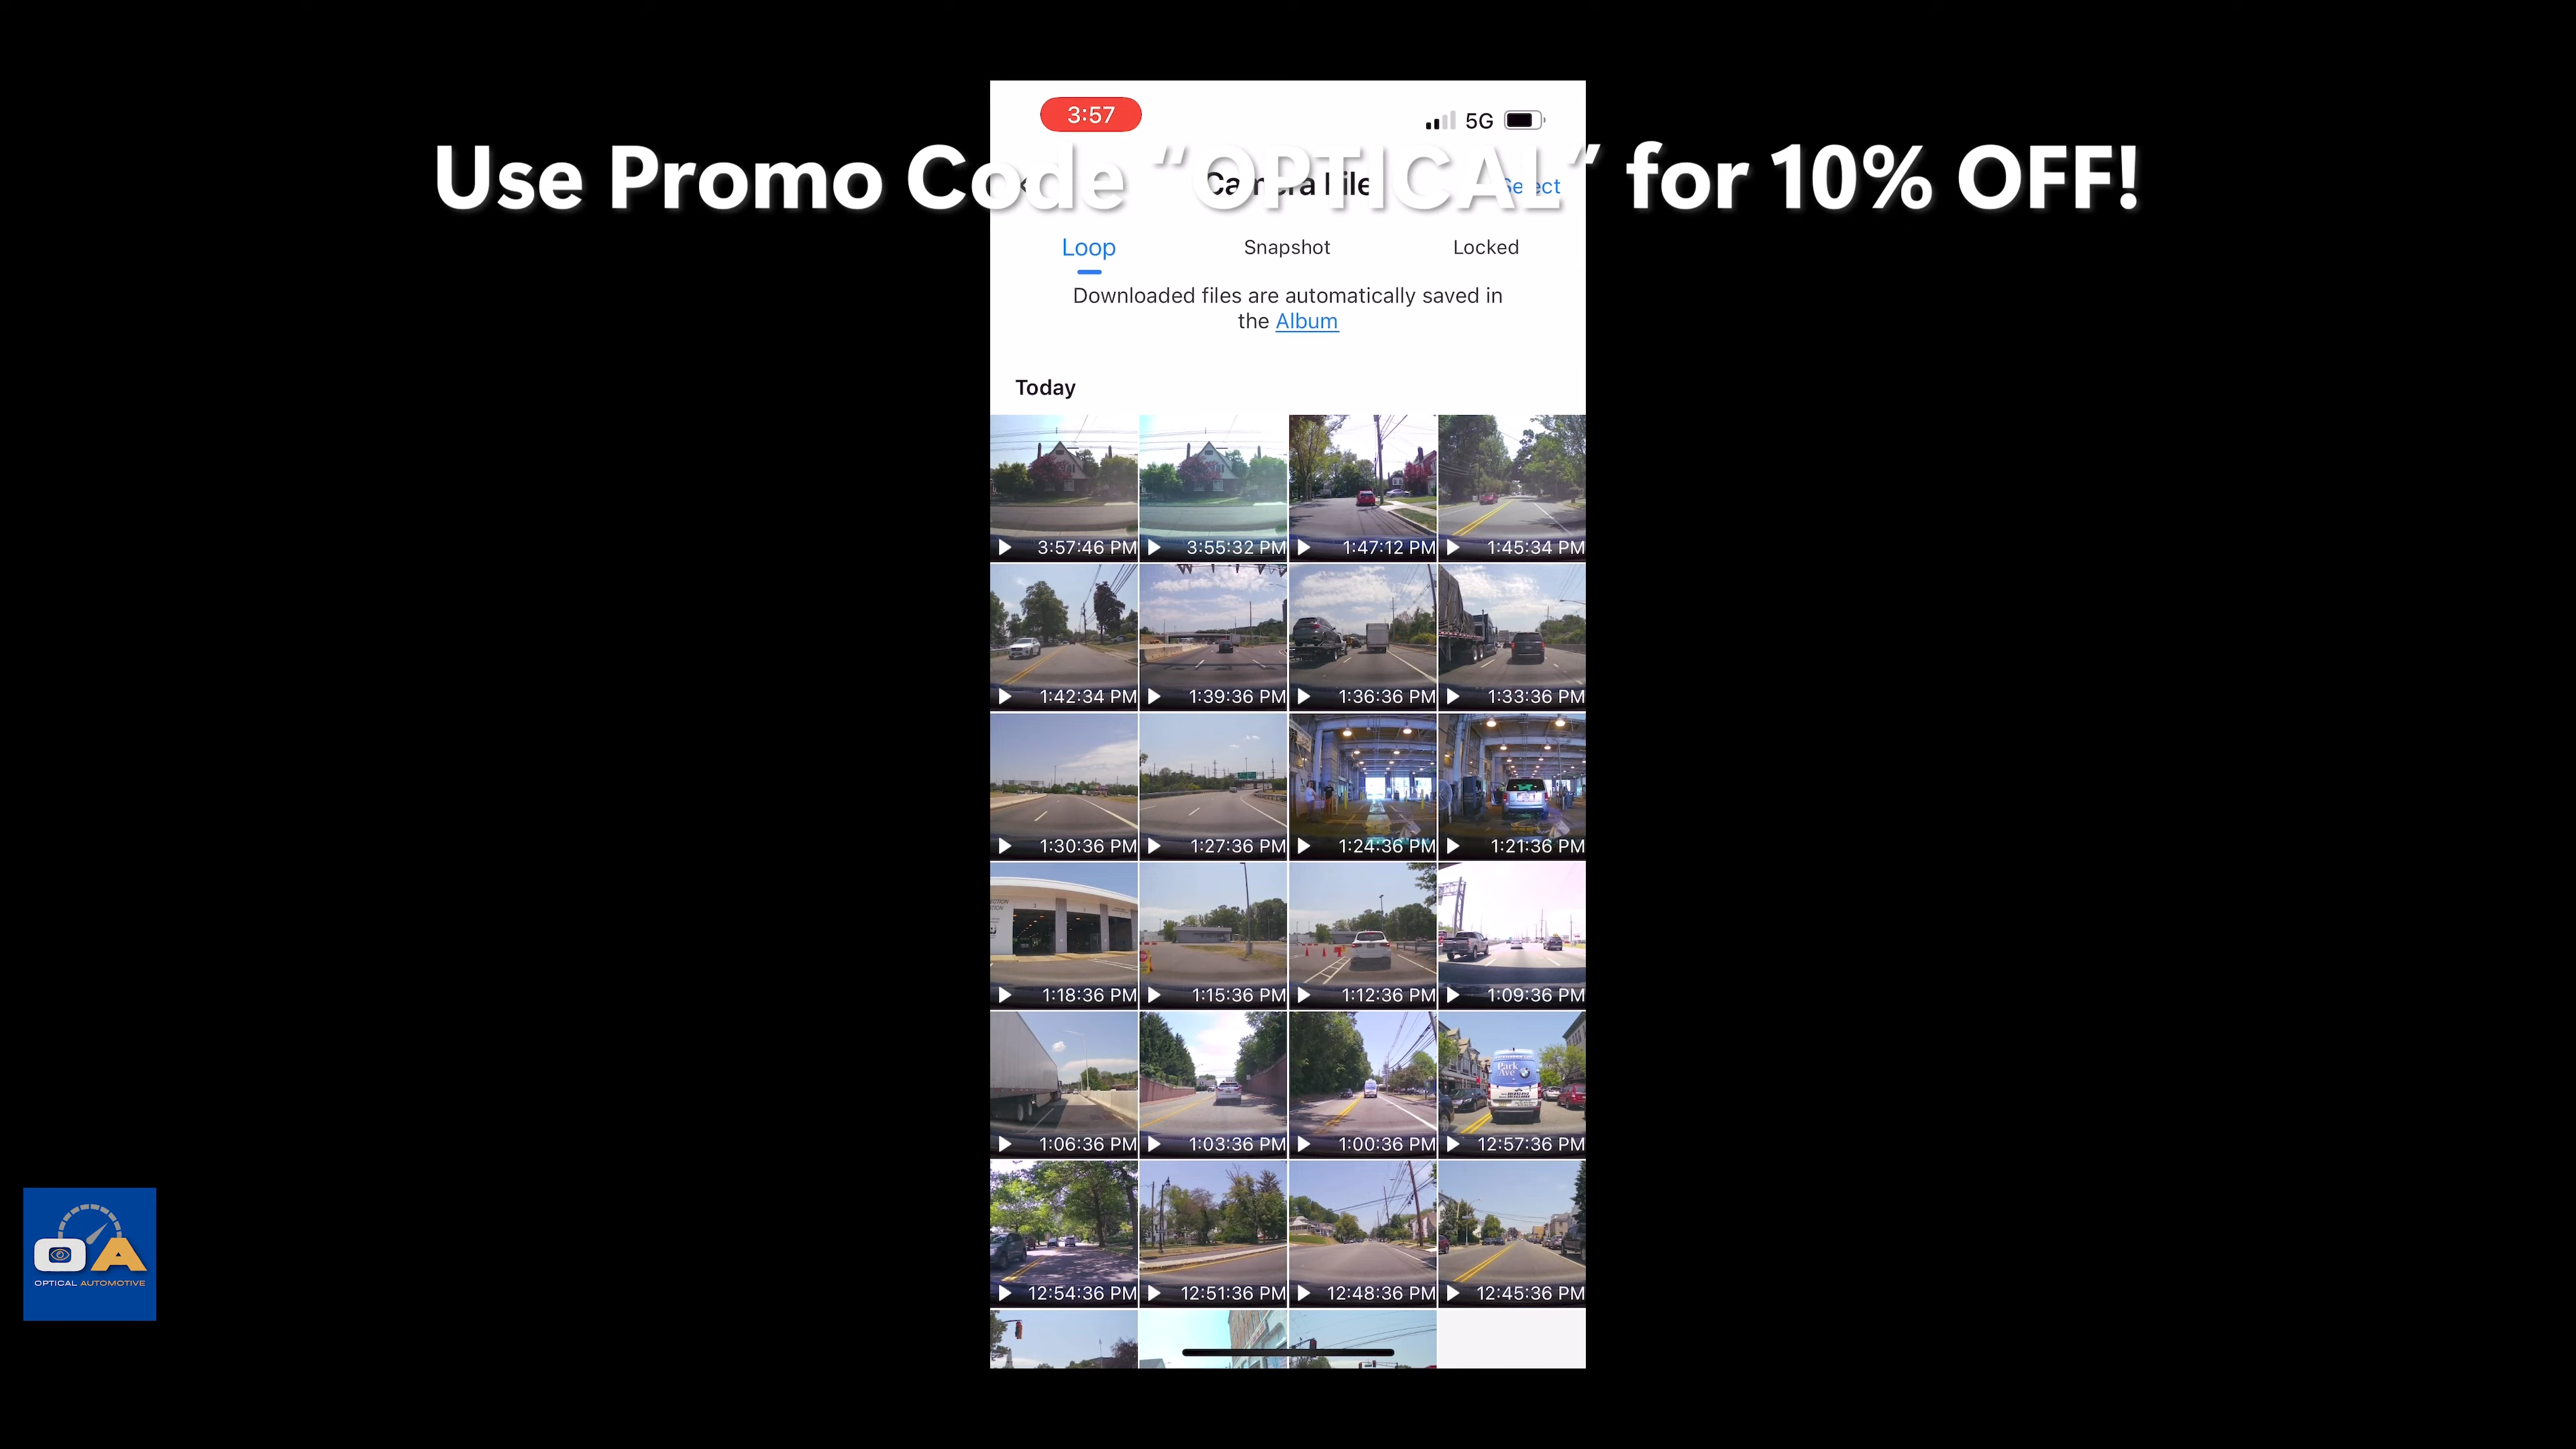 3:57
5G
Use Promo Code “OPTICAL” for 10% OFF!
Camera File
Select
Loop
Snapshot
Locked
Downloaded files are automatically saved in
the Album
Today
3:57:46 PM
3:55:32 PM
1:47:12 PM
1:45:34 PM
1:42:34 PM
1:39:36 PM
1:36:36 PM
1:33:36 PM
1:30:36 PM
1:27:36 PM
1:24:36 PM
1:21:36 PM
1:18:36 PM
1:15:36 PM
1:12:36 PM
1:09:36 PM
1:06:36 PM
1:03:36 PM
1:00:36 PM
Park
Ave
12:57:36 PM
12:54:36 PM
12:51:36 PM
12:48:36 PM
12:45:36 PM
OA
OPTICAL AUTOMOTIVE